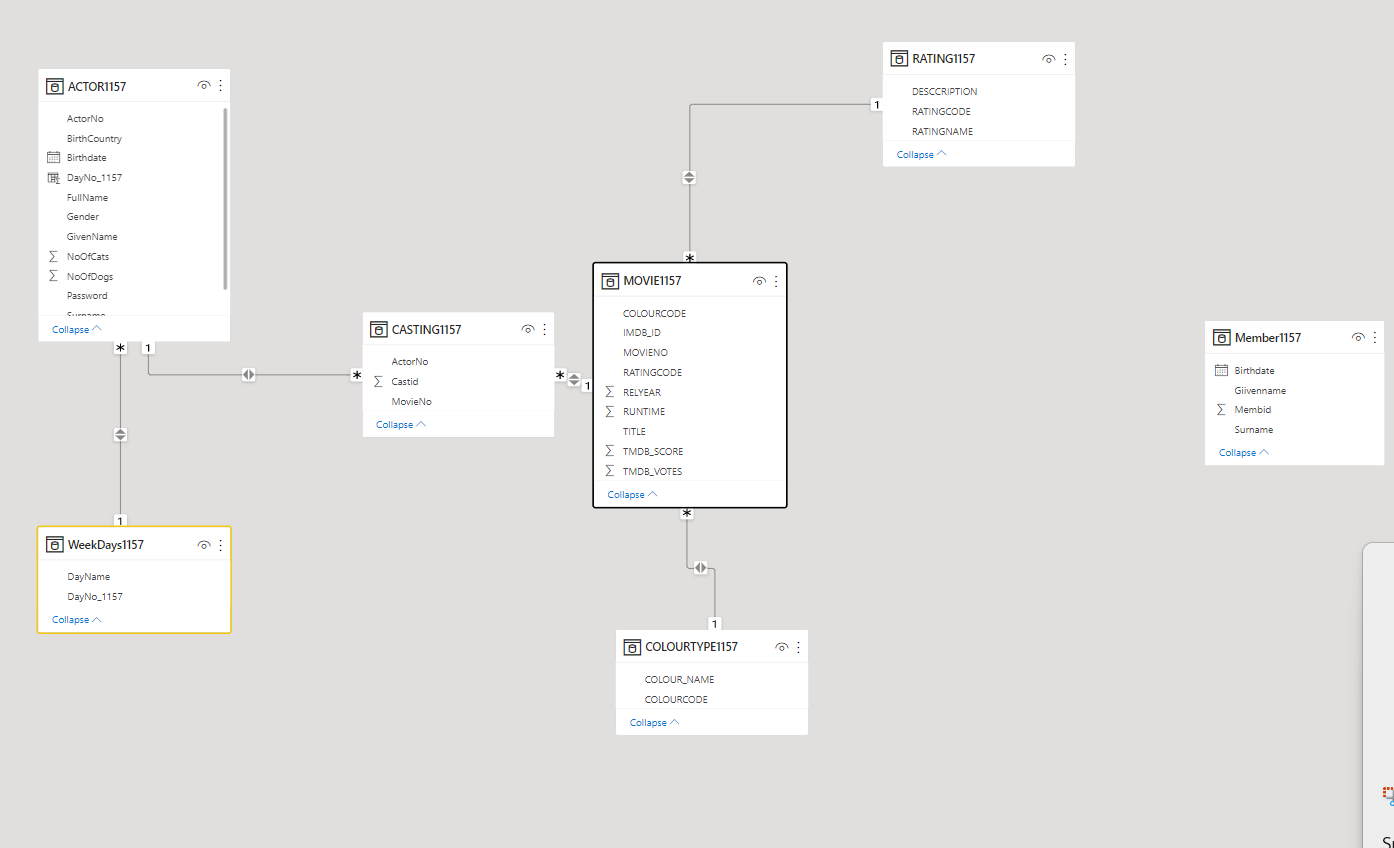 ACTOR1157
ActorNo
BirthCountry
Birthdate
DayNo_1157
FullName
Gender
GivenName
NoOfCats
NoOfDogs
Password
Surname
Collapse
* 1
1
WeekDays1157
DayName
DayNo_1157
Collapse
*
CASTING1157
ActorNo
Castid
MovieNo
Collapse
* 1
RATING1157
DESCCRIPTION
RATINGCODE
RATINGNAME
Collapse
1
*
MOVIE1157
COLOURCODE
IMDB_ID
MOVIENO
RATINGCODE
RELYEAR
RUNTIME
TITLE
TMDB_SCORE
TMDB_VOTES
Collapse
*
1
COLOURTYPE1157
COLOUR_NAME
COLOURCODE
Collapse
Member1157
Birthdate
Giivenname
Membid
Surname
Collapse